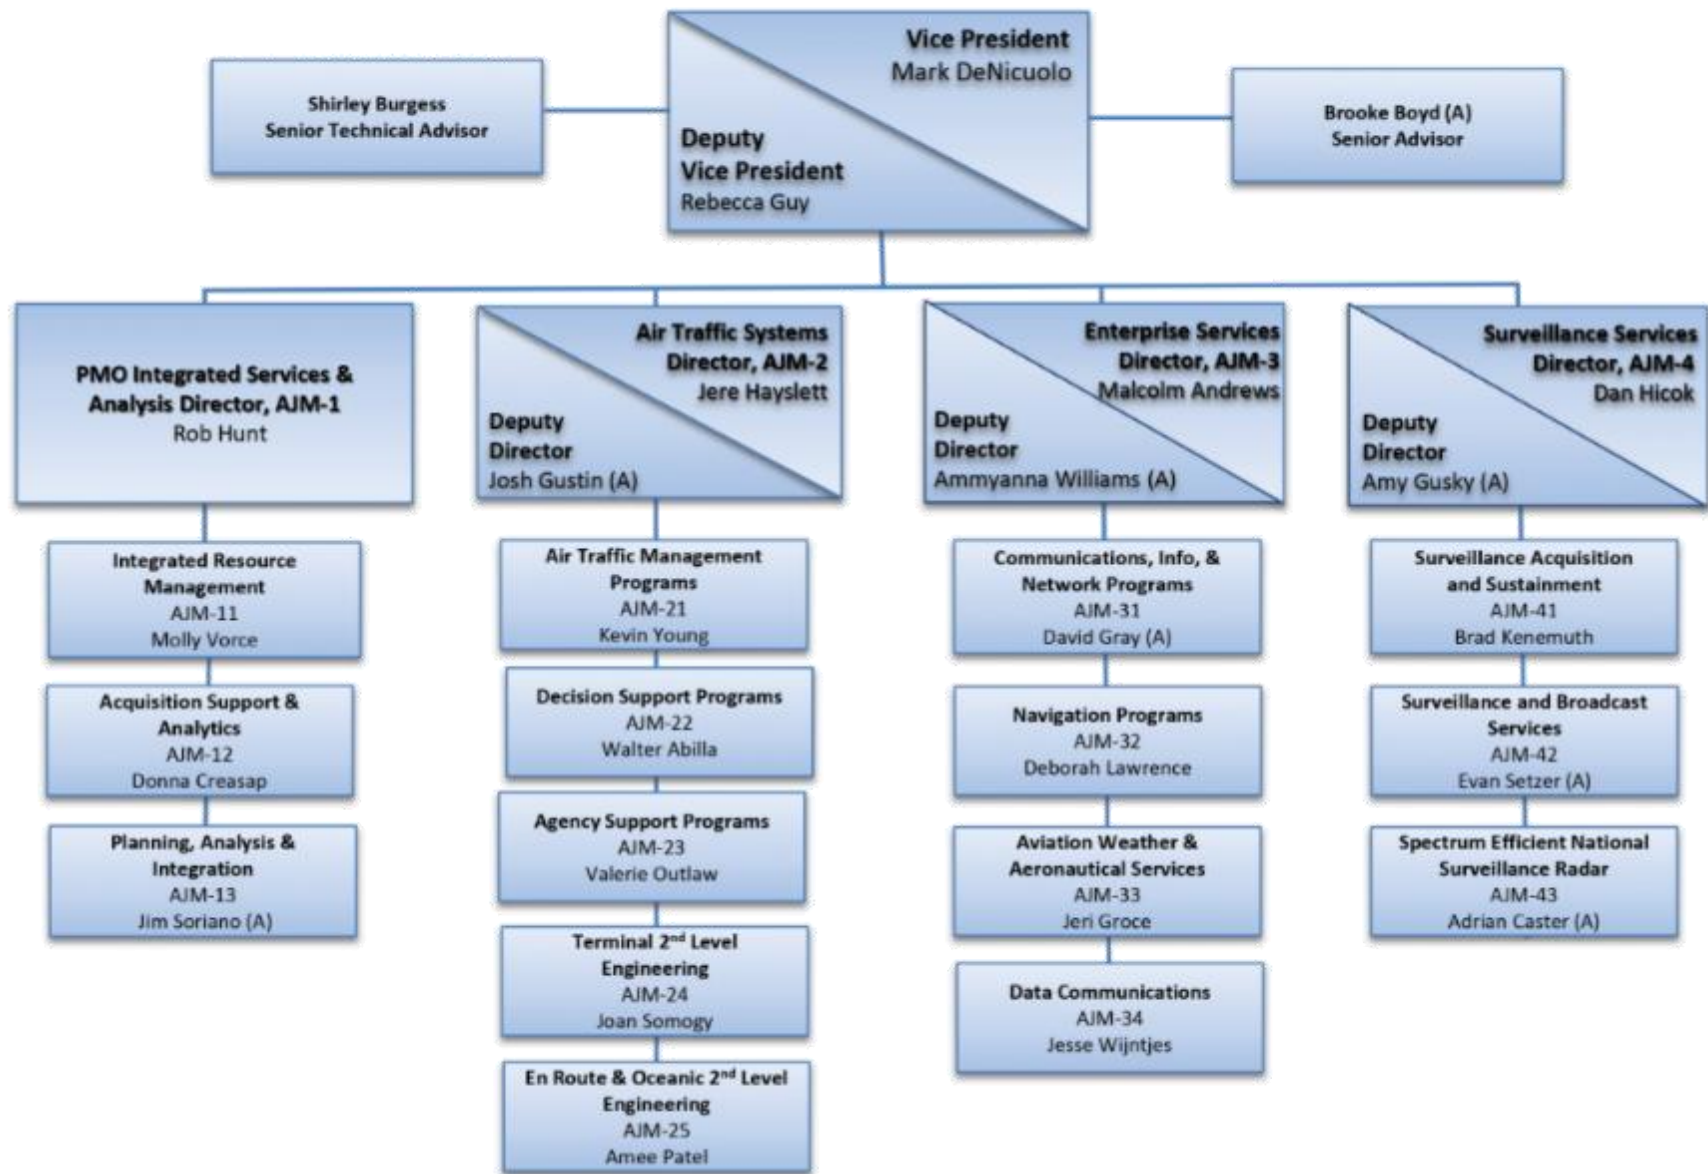 Vice President
Mark DeNicuolo
Deputy
Vice President
Rebecca Guy
Shirley Burgess
Senior Technical Advisor
Brooke Boyd (A)
Senior Advisor
PMO Integrated Services &
Analysis Director, AJM-1
Rob Hunt
Integrated Resource
Management
AJM-11
Molly Vorce
Acquisition Support &
Analytics
AJM-12
Donna Creasap
Planning, Analysis &
Integration
AJM-13
Jim Soriano (A)
Air Traffic Systems
Director, AJM-2
Jere Hayslett
Deputy
Director
Josh Gustin (A)
Air Traffic Management
Programs
AJM-21
Kevin Young
Decision Support Programs
AJM-22
Walter Abilla
Agency Support Programs
AJM-23
Valerie Outlaw
Terminal 2nd Level
Engineering
AJM-24
Joan Somogy
En Route & Oceanic 2nd Level
Engineering
AJM-25
Amee Patel
Enterprise Services
Director, AJM-3
Malcolm Andrews
Deputy
Director
Ammyanna Williams (A)
Communications, Info, &
Network Programs
AJM-31
David Gray (A)
Navigation Programs
AJM-32
Deborah Lawrence
Aviation Weather &
Aeronautical Services
AJM-33
Jeri Groce
Data Communications
AJM-34
Jesse Wijntjes
Surveillance Services
Director, AJM-4
Dan Hicok
Deputy
Director
Amy Gusky (A)
Surveillance Acquisition
and Sustainment
AJM-41
Brad Kenemuth
Surveillance and Broadcast
Services
AJM-42
Evan Setzer (A)
Spectrum Efficient National
Surveillance Radar
AJM-43
Adrian Caster (A)